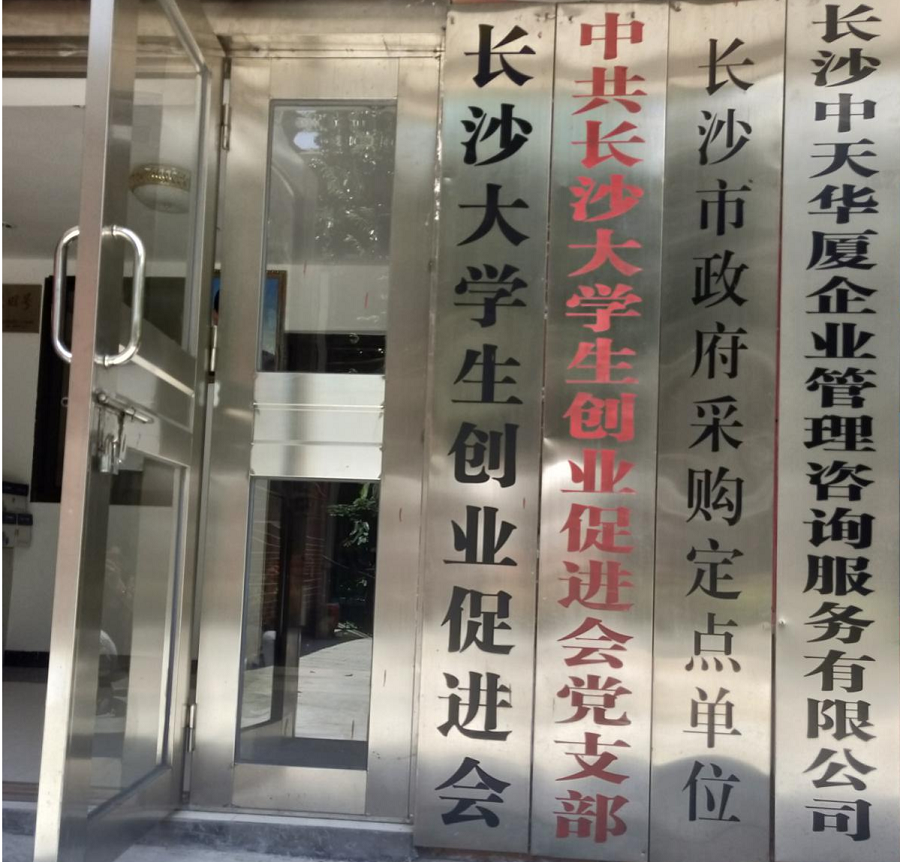 长沙大学生创业促进会
中共长沙大学生创业促进会党支部
长沙市政府采购定点单位
长沙中天华厦企业管理咨询服务有限公司